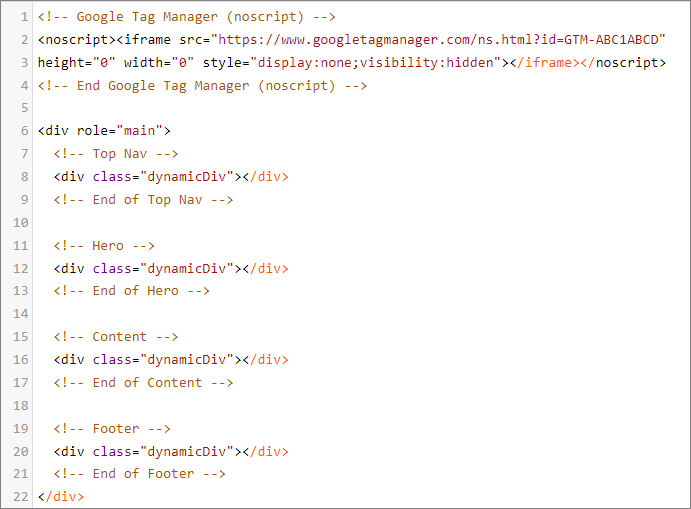 1 <!-- Google Tag Manager (noscript) -->
2 <noscript><iframe src="https://www.googletagmanager.com/ns.html?id=GTM-ABC1ABCD"
3 height="0" width="0" style="display:none;visibility:hidden"></iframe></noscript>
4 <!-- End Google Tag Manager (noscript) -->
5
6 <div role="main">
7   <!-- Top Nav -->
8   <div class="dynamicDiv"></div>
9   <!-- End of Top Nav -->
10
11   <!-- Hero -->
12   <div class="dynamicDiv"></div>
13   <!-- End of Hero -->
14
15   <!-- Content -->
16   <div class="dynamicDiv"></div>
17   <!-- End of Content -->
18
19   <!-- Footer -->
20   <div class="dynamicDiv"></div>
21   <!-- End of Footer -->
22 </div>